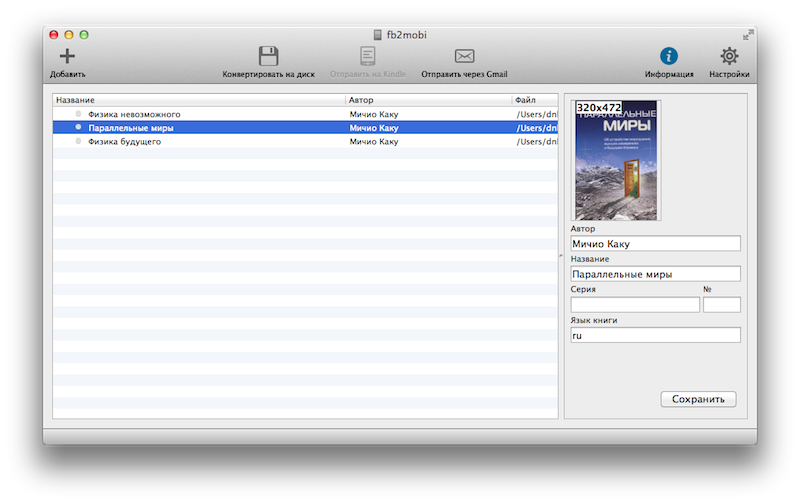 fb2mobi
Добавить
Конвертировать на диск
Отправить на Kindle
Отправить через Gmail
Информация
Настройки
Название Автор Файл
Физика невозможного Мичио Каку /Users/dnl
Параллельные миры Мичио Каку /Users/dnl
Физика будущего Мичио Каку /Users/dnl
320x472
ПАРАЛЛЕЛЬНЫЕ
МИРЫ
Автор
Мичио Каку
Название
Параллельные миры
Серия №
Язык книги
ru
Сохранить